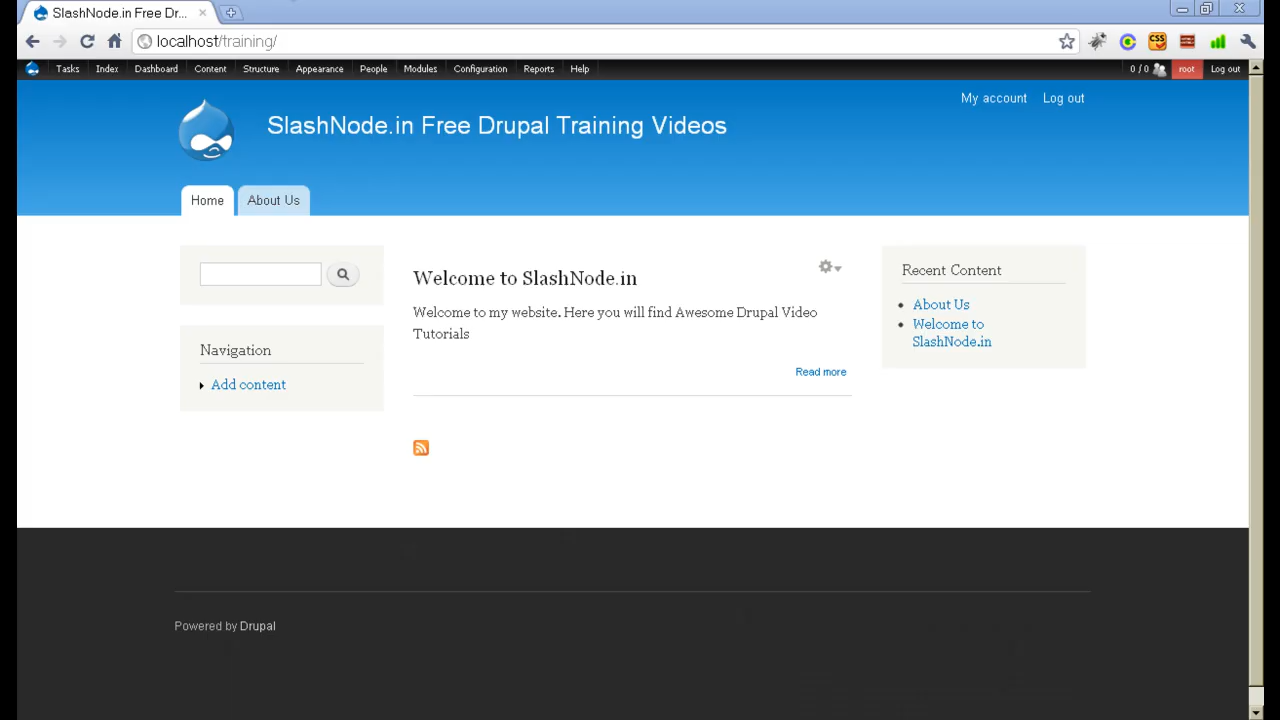 SlashNode.in Free Dr...
localhost/training/
Tasks Index Dashboard Content Structure Appearance People Modules Configuration Reports Help 0 / 0 root Log out
My account Log out
SlashNode.in Free Drupal Training Videos
Home About Us
Navigation
Add content
Welcome to SlashNode.in
Welcome to my website. Here you will find Awesome Drupal Video
Tutorials
Read more
Recent Content
About Us
Welcome to
SlashNode.in
Powered by Drupal
CSS